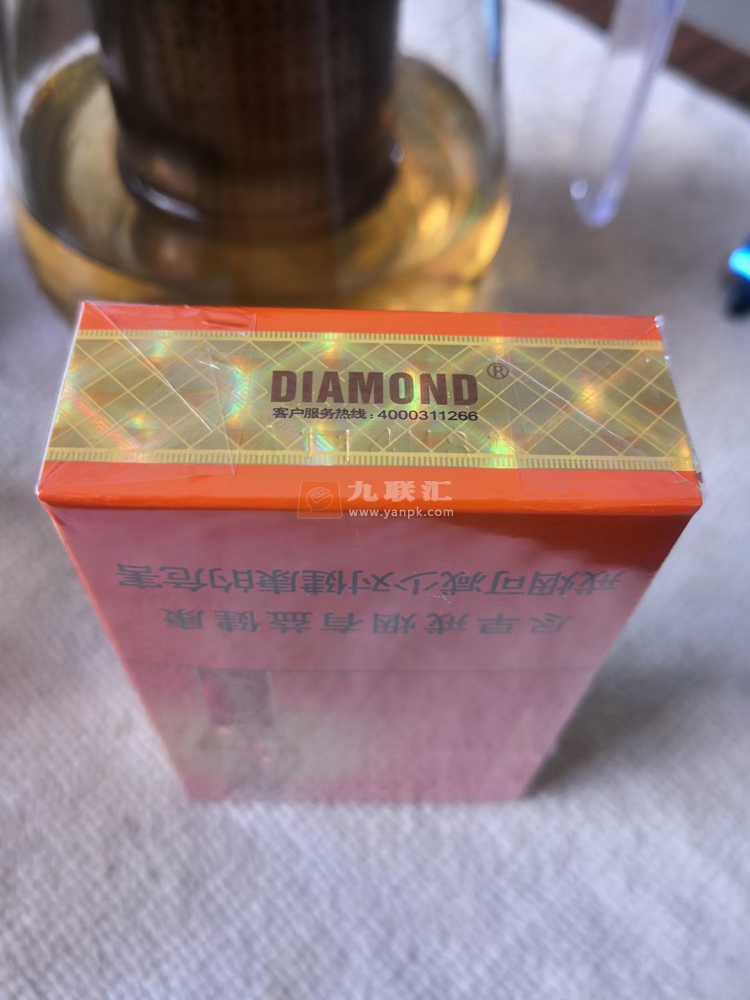 DIAMOND®
客户服务热线：4000311266
九联汇
www.yanpk.com
戒烟可减少对健康的危害
尽早戒烟有益健康